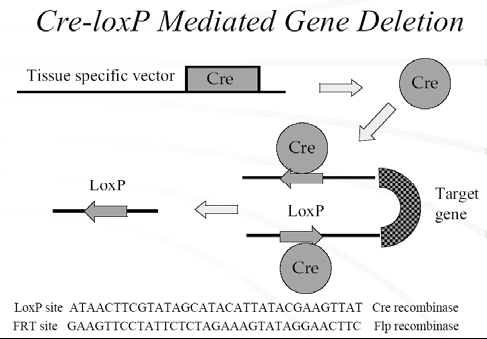 Cre-loxP Mediated Gene Deletion
Tissue specific vector
Cre
Cre
Cre
LoxP
LoxP
Target
gene
Cre
LoxP site ATAACTTCGTATAGCATACATTATACGAAGTTAT Cre recombinase
FRT site GAAGTTCCTATTCTCTAGAAAGTATAGGAACTTC Flp recombinase